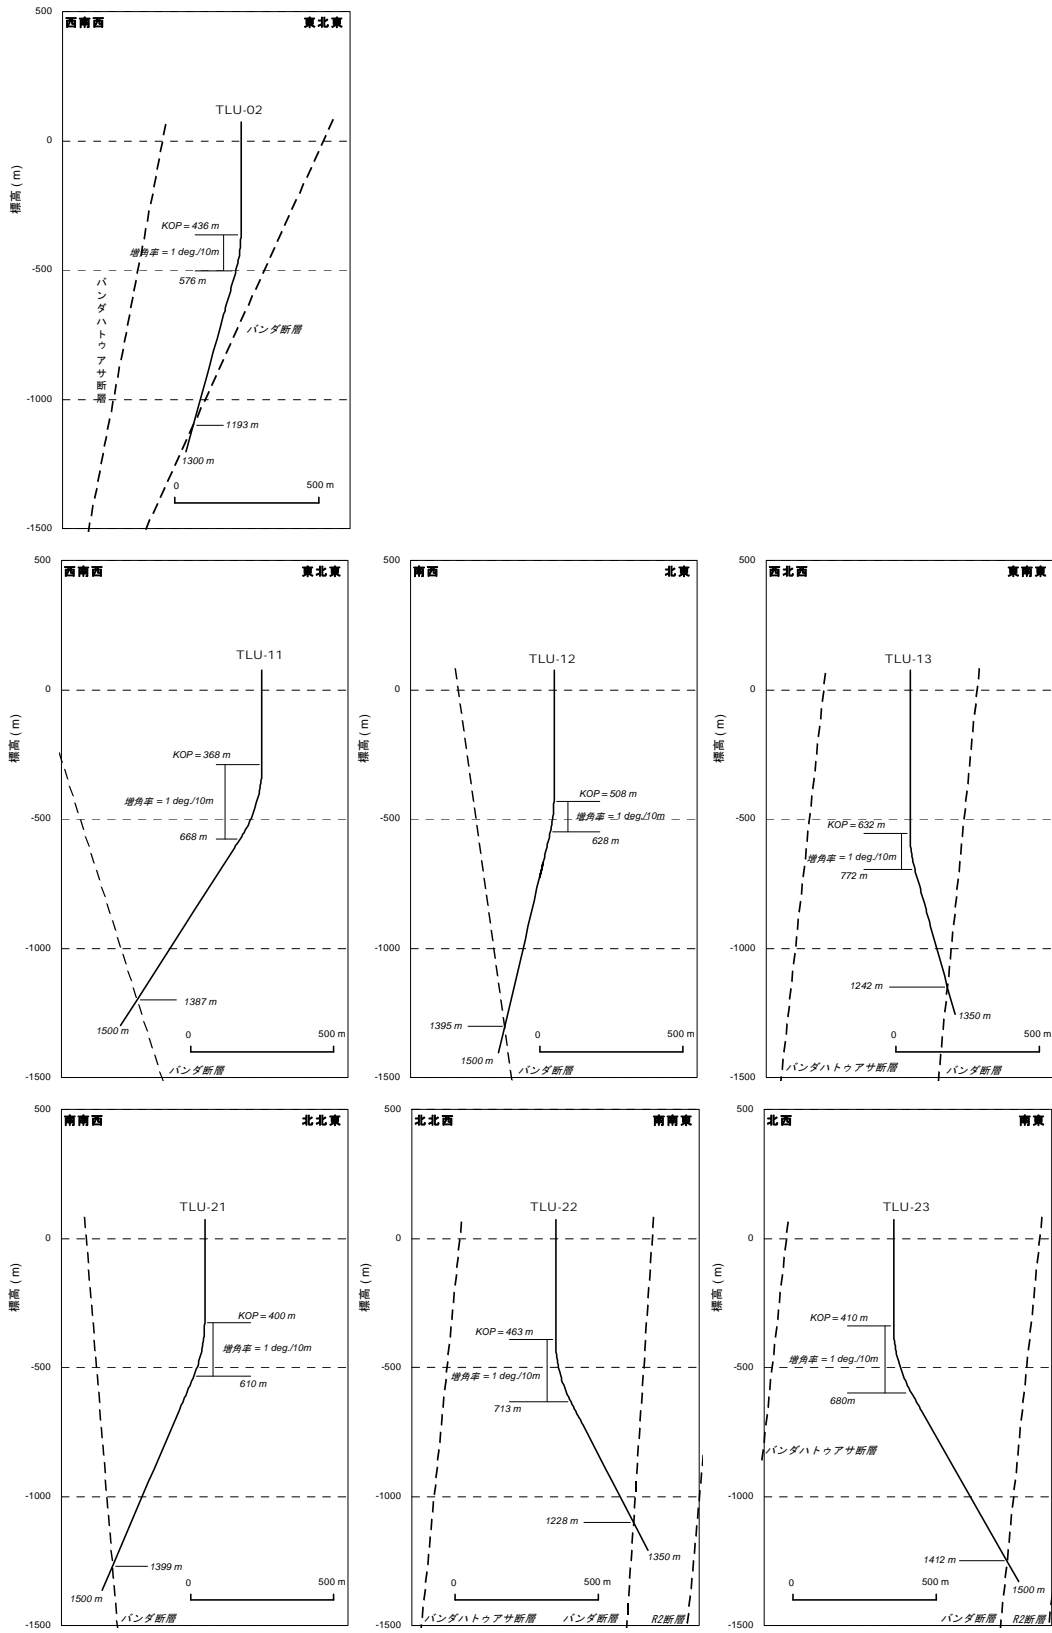 500
西南西
東北東
TLU-02
0
標高 ( m )
KOP = 436 m
増角率 = 1 deg./10m
-500
576 m
バンダハトゥアサ断層
バンダ断層
-1000
1193 m
1300 m
0
500 m
-1500
500
西南西
東北東
TLU-11
0
標高 ( m )
KOP = 368 m
増角率 = 1 deg./10m
-500
668 m
-1000
1387 m
1500 m
0
500 m
-1500
バンダ断層
500
南西
北東
TLU-12
0
標高 ( m )
KOP = 508 m
-500
増角率 = 1 deg./10m
628 m
-1000
1395 m
1500 m
0
500 m
-1500
バンダ断層
500
西北西
東南東
TLU-13
0
標高 ( m )
-500
KOP = 632 m
増角率 = 1 deg./10m
772 m
-1000
1242 m
1350 m
0
500 m
-1500
バンダハトゥアサ断層
バンダ断層
500
南南西
北北東
TLU-21
0
標高 ( m )
KOP = 400 m
増角率 = 1 deg./10m
-500
610 m
-1000
1399 m
1500 m
0
500 m
-1500
バンダ断層
500
北北西
南南東
TLU-22
0
標高 ( m )
KOP = 463 m
-500
増角率 = 1 deg./10m
713 m
-1000
1228 m
1350 m
0
500 m
-1500
バンダハトゥアサ断層
バンダ断層
R2断層
500
北西
南東
TLU-23
0
標高 ( m )
KOP = 410 m
増角率 = 1 deg./10m
-500
680m
バンダハトゥアサ断層
-1000
1412 m
1500 m
0
500 m
-1500
バンダ断層
R2断層